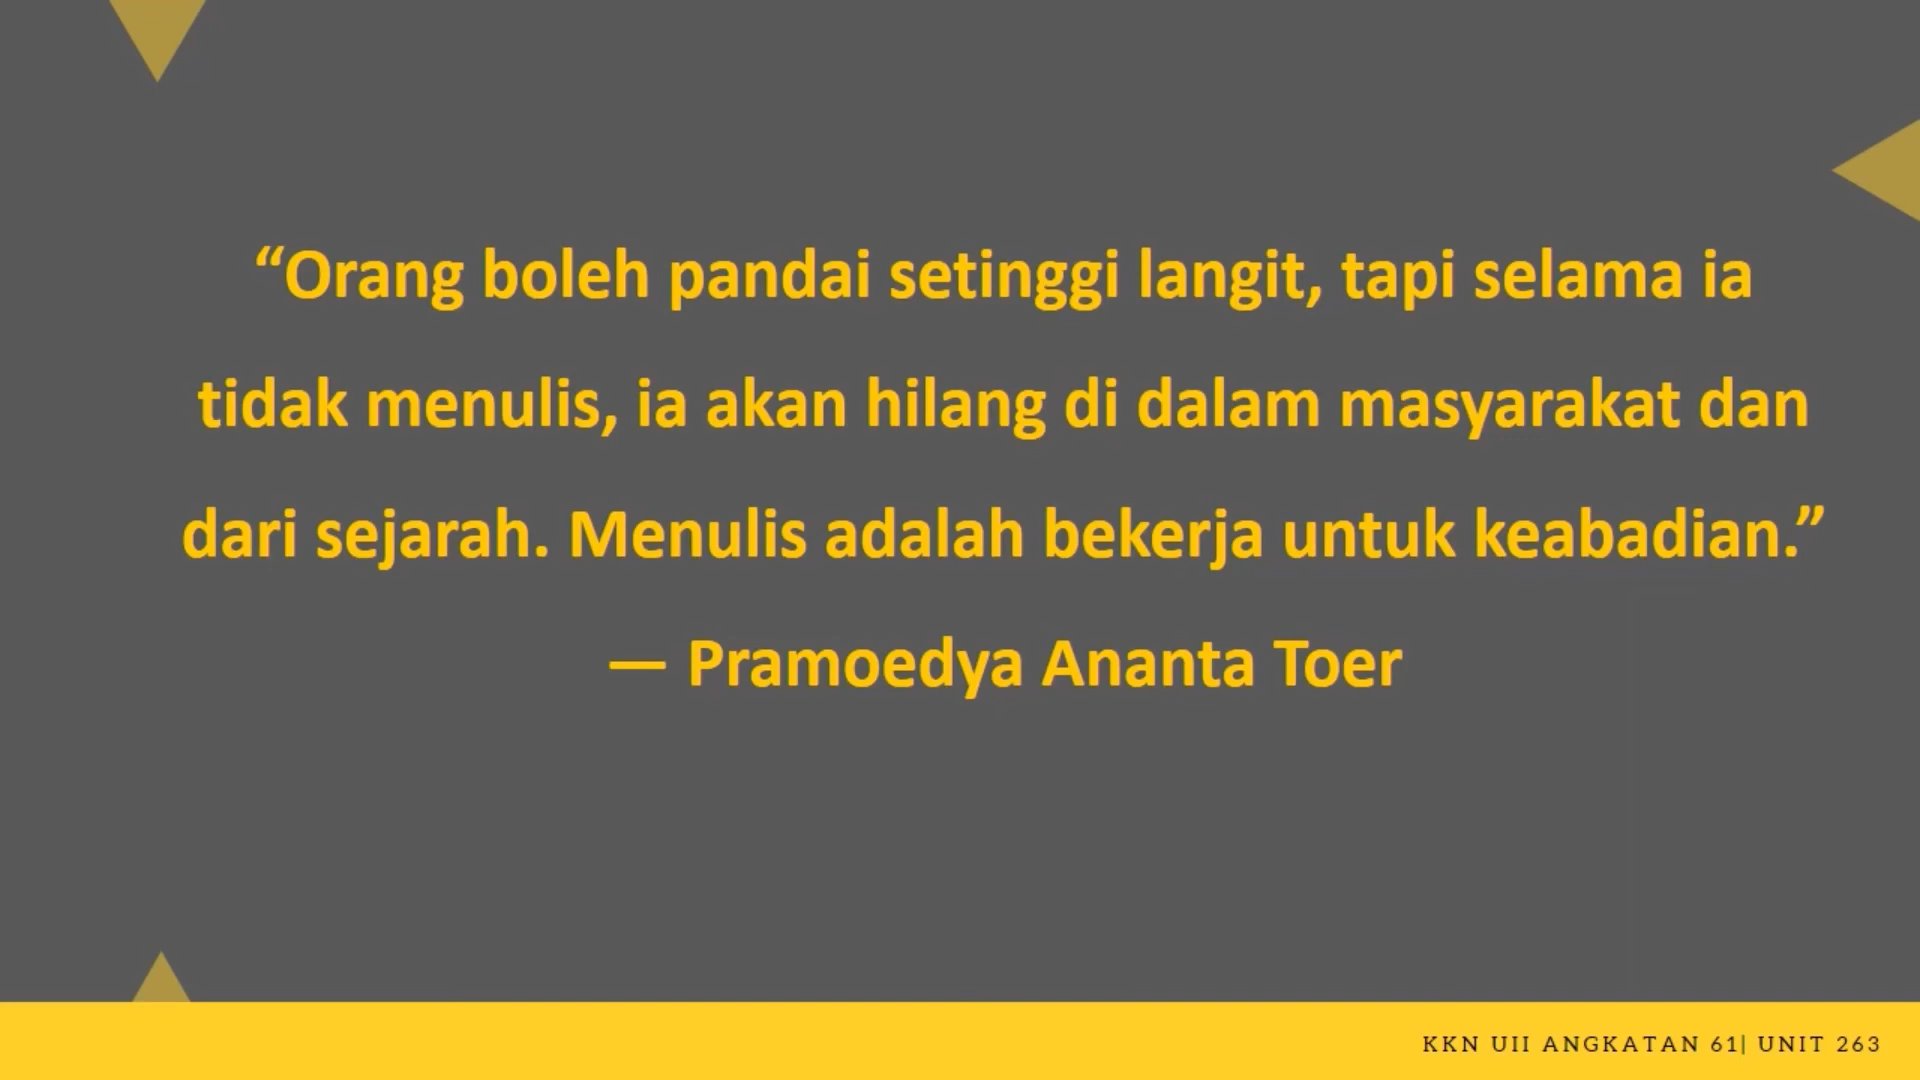 “Orang boleh pandai setinggi langit, tapi selama ia
tidak menulis, ia akan hilang di dalam masyarakat dan
dari sejarah. Menulis adalah bekerja untuk keabadian.”
— Pramoedya Ananta Toer
KKN UII ANGKATAN 61| UNIT 263